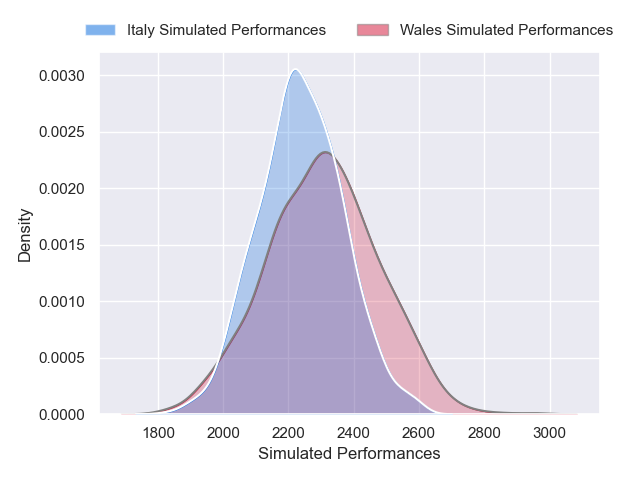 Italy Simulated Performances Wales Simulated Performances
0.0030
0.0025
0.0020
0.0015
0.0010
0.0005
0.0000
Density
1800 2000 2200 2400 2600 2800 3000
Simulated Performances